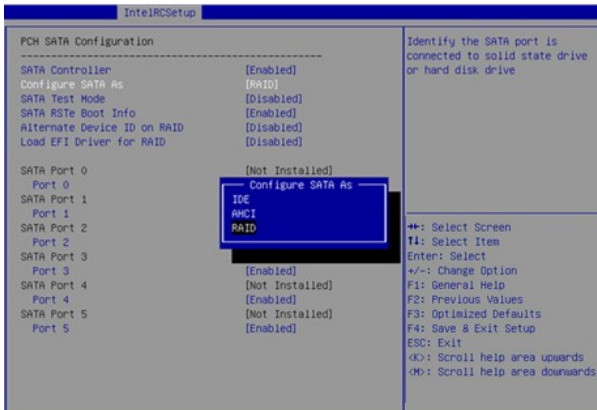 IntelRCSetup
PCH SATA Configuration
SATA Controller [Enabled]
Configure SATA As [RAID]
SATA Test Mode [Disabled]
SATA RSTe Boot Info [Enabled]
Alternate Device ID on RAID [Disabled]
Load EFI Driver for RAID [Disabled]
SATA Port 0 [Not Installed]
Port 0
SATA Port 1
Port 1
SATA Port 2
Port 2
SATA Port 3
Port 3 [Enabled]
SATA Port 4 [Not Installed]
Port 4 [Enabled]
SATA Port 5 [Not Installed]
Port 5 [Enabled]
Configure SATA As
IDE
AHCI
RAID
Identify the SATA port is
connected to solid state drive
or hard disk drive
→←: Select Screen
↑↓: Select Item
Enter: Select
+/-: Change Option
F1: General Help
F2: Previous Values
F3: Optimized Defaults
F4: Save & Exit Setup
ESC: Exit
<K>: Scroll help area upwards
<M>: Scroll help area downwards